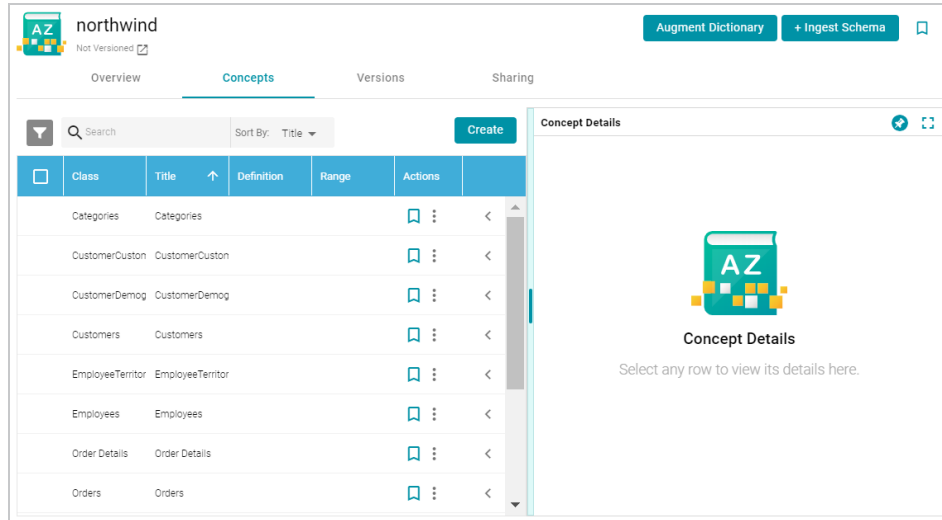 AZ
northwind
Not Versioned
Augment Dictionary
+ Ingest Schema
Overview Concepts Versions Sharing
Search
Sort By: Title
Create
Concept Details
Class Title Definition Range Actions
Categories Categories
CustomerCuston CustomerCuston
CustomerDemog CustomerDemog
Customers Customers
EmployeeTerritor EmployeeTerritor
Employees Employees
Order Details Order Details
Orders Orders
AZ
Concept Details
Select any row to view its details here.